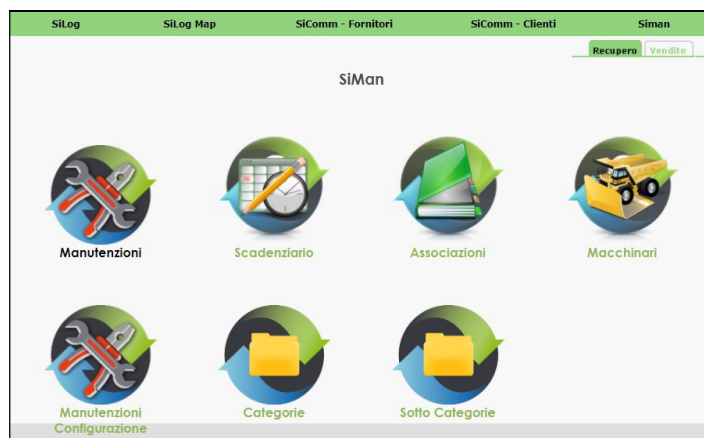 SiLog SiLog Map SiComm - Fornitori SiComm - Clienti Siman
Recupero Vendite
SiMan
Manutenzioni Scadenziario Associazioni Macchinari
Manutenzioni Categorie Sotto Categorie
Configurazione